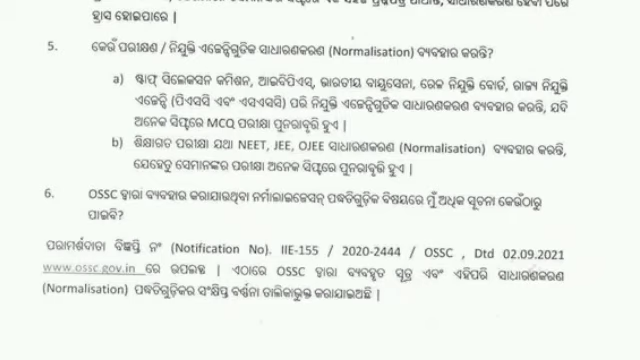 ହ୍ରାସ ହୋଇପାରେ |
5. କେଉଁ ପରୀକ୍ଷଣ / ନିଯୁକ୍ତି ଏଜେନ୍ସିଗୁଡିକ ସାଧାରଣକରଣ (Normalisation) ବ୍ୟବହାର କରନ୍ତି?
a) ଷ୍ଟାଫ୍ ସିଲେକସନ କମିଶନ, ଆଇବିପିଏସ୍, ଭାରତୀୟ ବାୟୁସେନା, ରେଳ ନିଯୁକ୍ତି ବୋର୍ଡ, ରାଜ୍ୟ ନିଯୁକ୍ତି
ଏଜେନ୍ସି (ପିଏସସି ଏବଂ ଏସଏସସି) ପରି ନିଯୁକ୍ତି ଏଜେନ୍ସିଗୁଡିକ ସାଧାରଣକରଣ ବ୍ୟବହାର କରନ୍ତି, ଯଦି
ଅନେକ ସିଫ୍ଟରେ MCQ ପରୀକ୍ଷା ପୁନରାବୃତ୍ତି ହୁଏ |
b) ଶିକ୍ଷାଗତ ପରୀକ୍ଷା ଯଥା NEET, JEE, OJEE ସାଧାରଣକରଣ (Normalisation) ବ୍ୟବହାର କରନ୍ତି,
ଯେହେତୁ ସେମାନଙ୍କର ପରୀକ୍ଷା ଅନେକ ସିଫ୍ଟରେ ପୁନରାବୃତ୍ତି ହୁଏ |
6. OSSC ଦ୍ୱାରା ବ୍ୟବହାର କରାଯାଉଥିବା ନର୍ମାଲାଇଜେସନ୍ ପଦ୍ଧତିଗୁଡ଼ିକ ବିଷୟରେ ମୁଁ ଅଧିକ ସୂଚନା କେଉଁଠାରୁ
ପାଇବି?
ପରାମର୍ଶଦାତା ବିଜ୍ଞପ୍ତି ନଂ (Notification No). IIE-155 / 2020-2444 / OSSC , Dtd 02.09.2021
www.ossc.gov.in ରେ ଉପଲବ୍ଧ | ଏଠାରେ OSSC ଦ୍ୱାରା ବ୍ୟବହୃତ ସୂତ୍ର ଏବଂ ଏହିପରି ସାଧାରଣକରଣ
(Normalisation) ପଦ୍ଧତିଗୁଡ଼ିକର ସଂକ୍ଷିପ୍ତ ବର୍ଣ୍ଣନା ତାଲିକାଭୁକ୍ତ କରାଯାଇଅଛି |